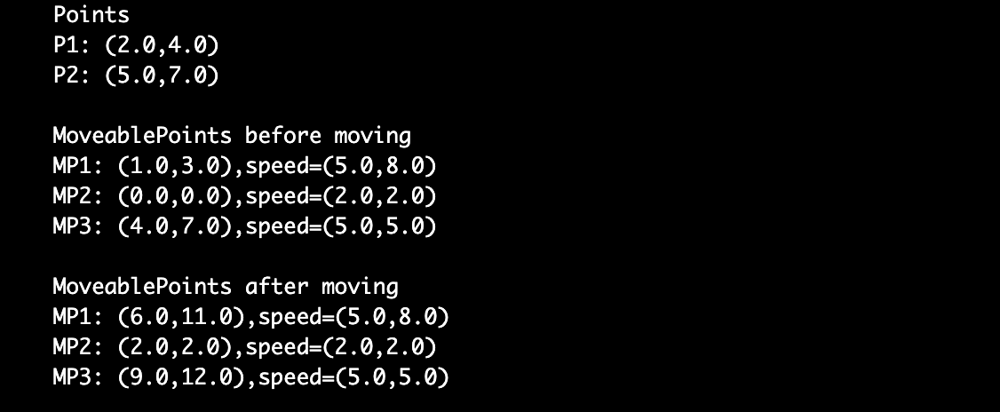 Points
P1: (2.0,4.0)
P2: (5.0,7.0)
MoveablePoints before moving
MP1: (1.0,3.0),speed=(5.0,8.0)
MP2: (0.0,0.0),speed=(2.0,2.0)
MP3: (4.0,7.0),speed=(5.0,5.0)
MoveablePoints after moving
MP1: (6.0,11.0),speed=(5.0,8.0)
MP2: (2.0,2.0),speed=(2.0,2.0)
MP3: (9.0,12.0),speed=(5.0,5.0)